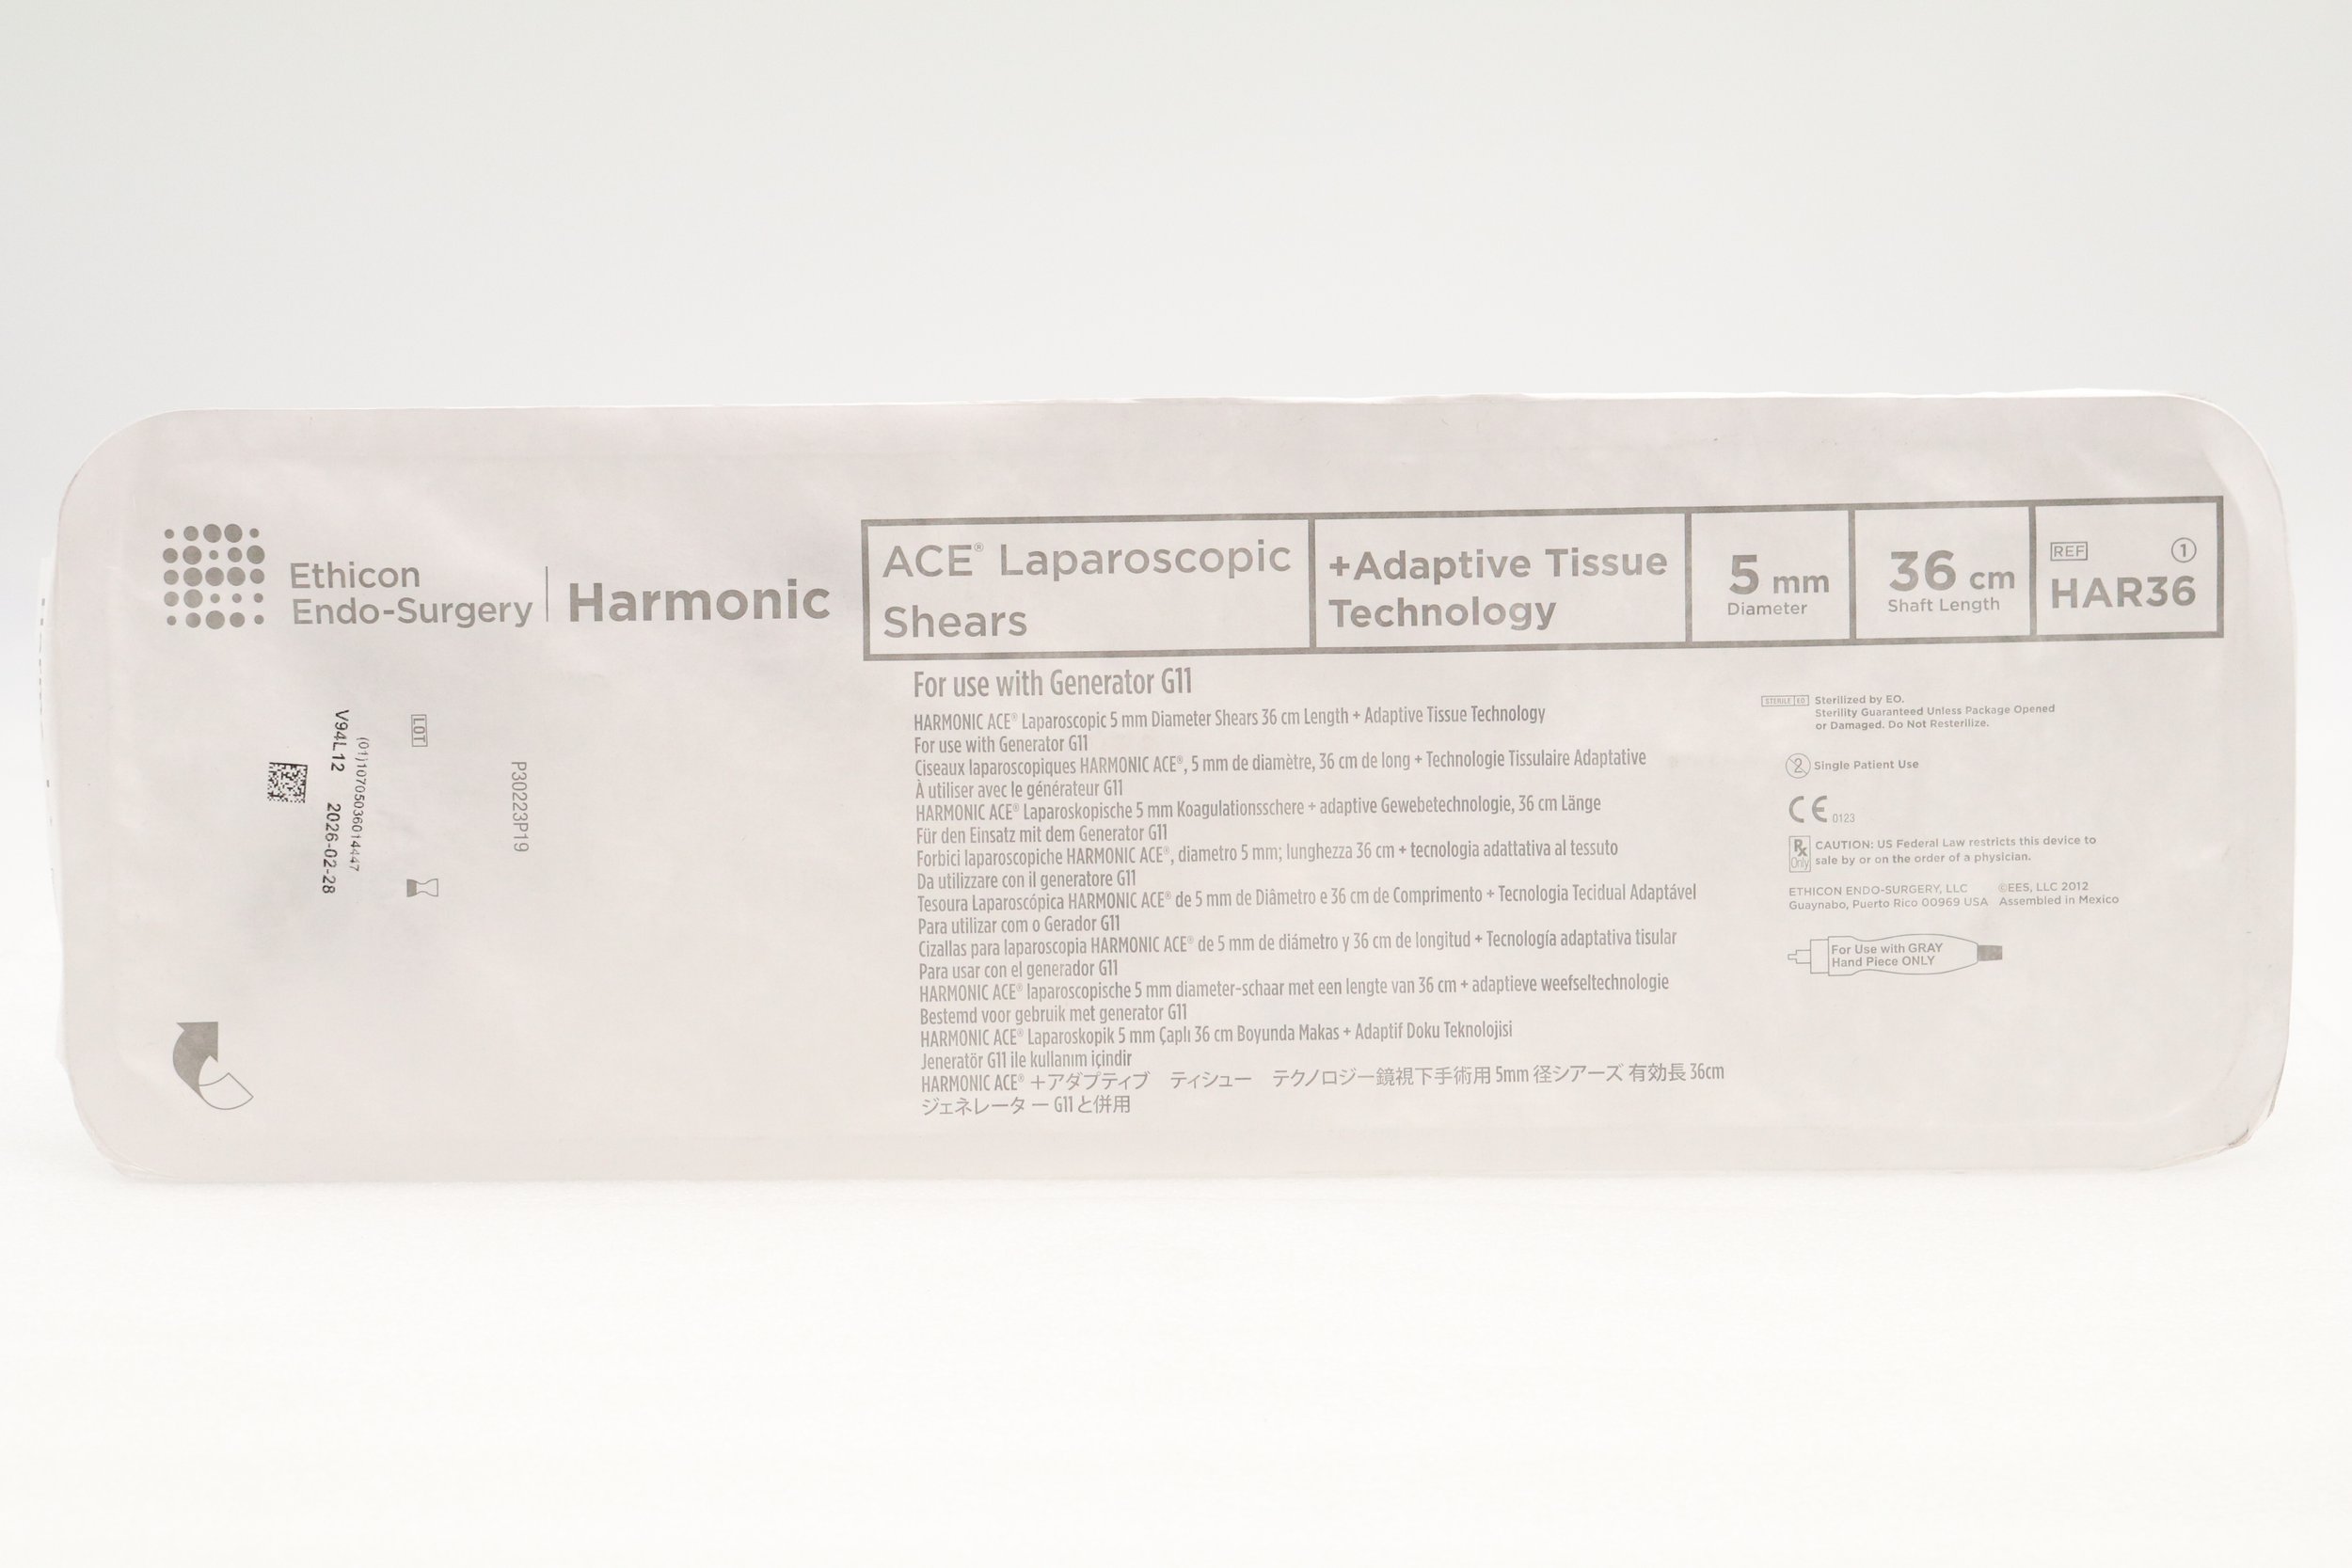 Ethicon
Endo-Surgery
Harmonic
ACE® Laparoscopic
Shears
+Adaptive Tissue
Technology
5 mm
Diameter
36 cm
Shaft Length
REF
1
HAR36
For use with Generator G11
HARMONIC ACE® Laparoscopic 5 mm Diameter Shears 36 cm Length + Adaptive Tissue Technology
For use with Generator G11
Ciseaux laparoscopiques HARMONIC ACE®, 5 mm de diamètre, 36 cm de long + Technologie Tissulaire Adaptative
À utiliser avec le générateur G11
HARMONIC ACE® Laparoskopische 5 mm Koagulationsschere + adaptive Gewebetechnologie, 36 cm Länge
Für den Einsatz mit dem Generator G11
Forbici laparoscopiche HARMONIC ACE®, diametro 5 mm; lunghezza 36 cm + tecnologia adattativa al tessuto
Da utilizzare con il generatore G11
Tesoura Laparoscópica HARMONIC ACE® de 5 mm de Diâmetro e 36 cm de Comprimento + Tecnologia Tecidual Adaptável
Para utilizar com o Gerador G11
Cizallas para laparoscopia HARMONIC ACE® de 5 mm de diámetro y 36 cm de longitud + Tecnología adaptativa tisular
Para usar con el generador G11
HARMONIC ACE® laparoscopische 5 mm diameter-schaar met een lengte van 36 cm + adaptieve weefseltechnologie
Bestemd voor gebruik met generator G11
HARMONIC ACE® Laparoskopik 5 mm Çaplı 36 cm Boyunda Makas + Adaptif Doku Teknolojisi
Jeneratör G11 ile kullanım içindir
HARMONIC ACE® +アダプティブ ティシュー テクノロジー鏡視下手術用 5mm 径シアーズ 有効長 36cm
ジェネレーター G11 と併用
STERILE EO
Sterilized by EO.
Sterility Guaranteed Unless Package Opened
or Damaged. Do Not Resterilize.
2
Single Patient Use
CE 0123
Rx Only
CAUTION: US Federal Law restricts this device to
sale by or on the order of a physician.
ETHICON ENDO-SURGERY, LLC ©EES, LLC 2012
Guaynabo, Puerto Rico 00969 USA Assembled in Mexico
For Use with GRAY
Hand Piece ONLY
P30223P19
LOT
(01)10705036014447
V94L12 2026-02-28